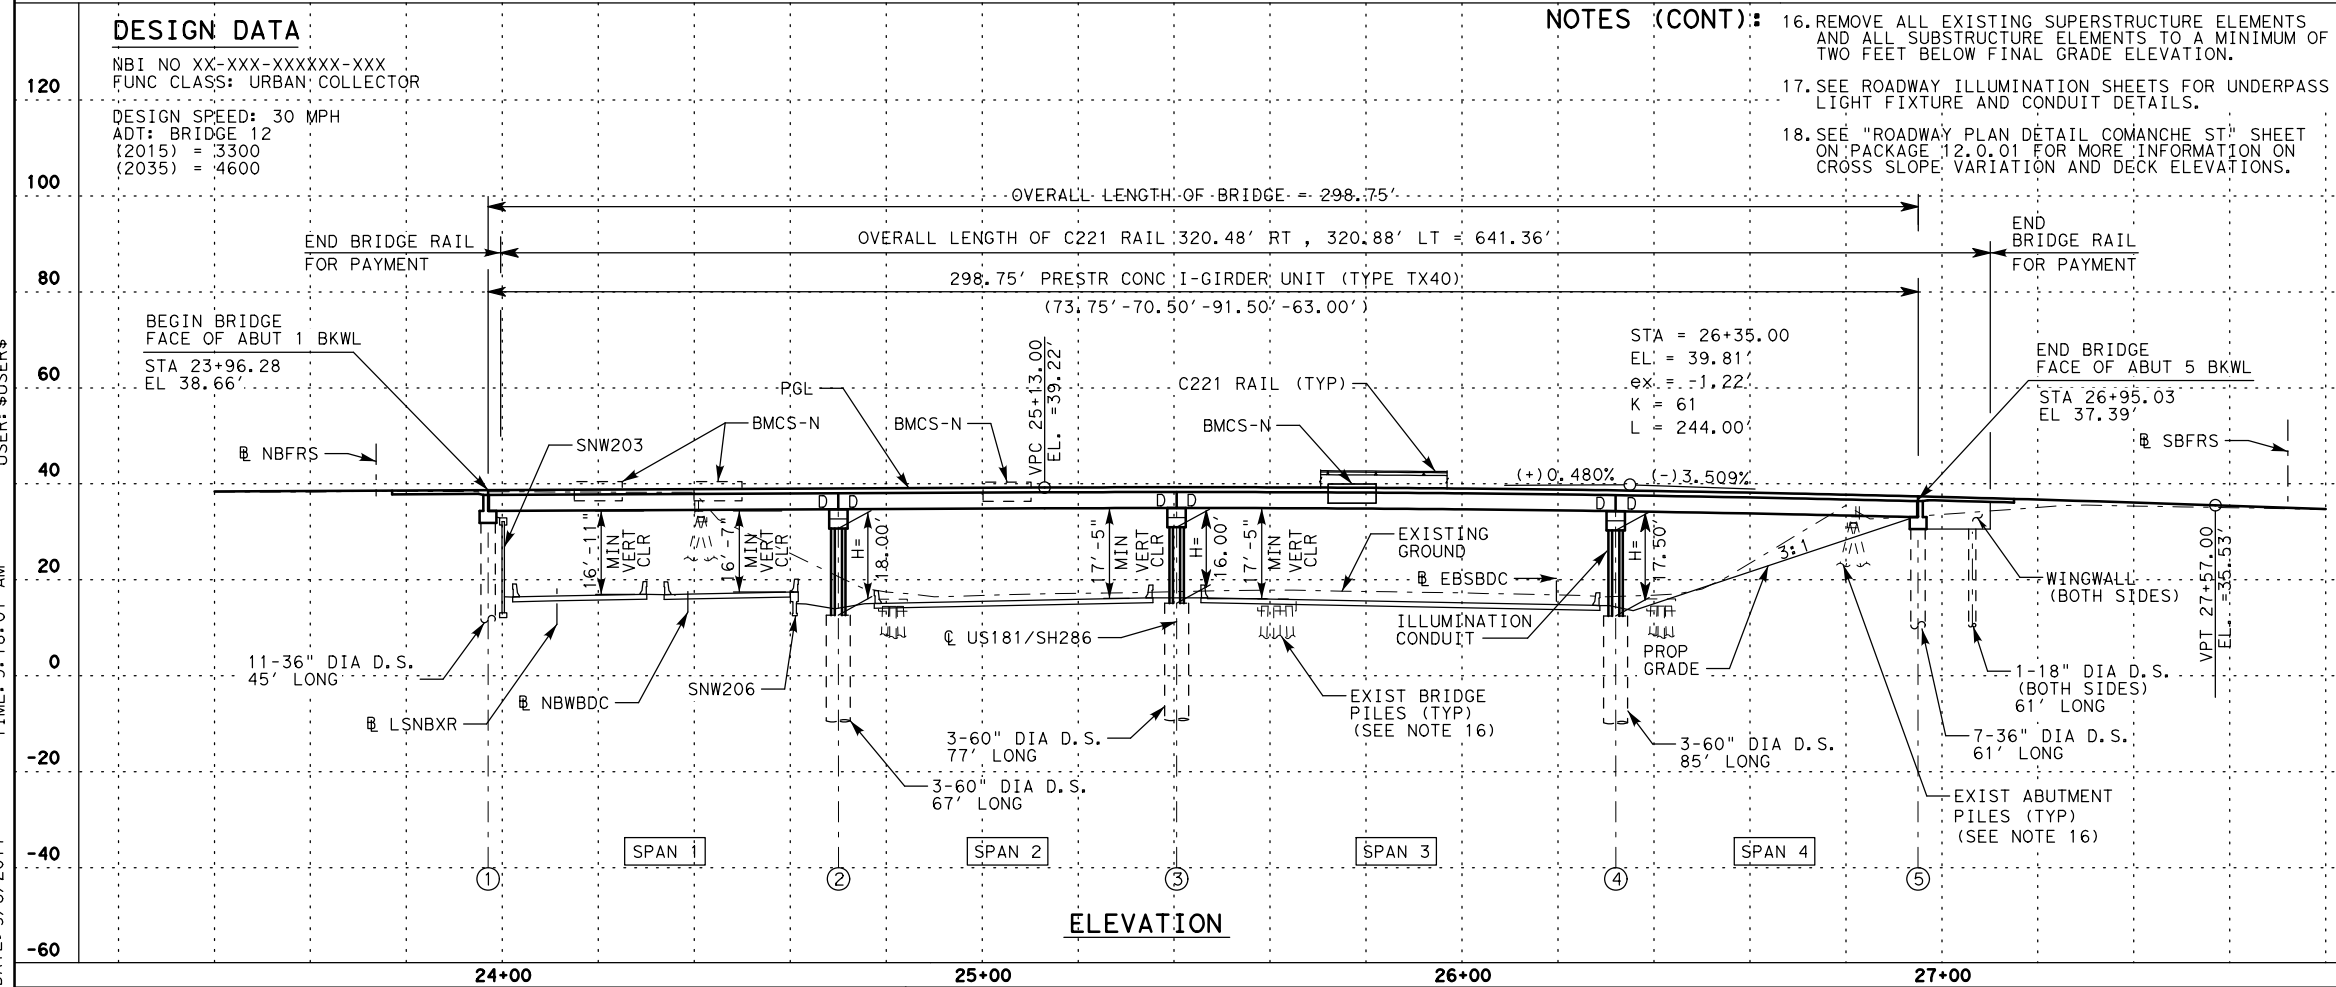 DESIGN DATA
NBI NO XX-XXX-XXXXXX-XXX
FUNC CLASS: URBAN COLLECTOR
DESIGN SPEED: 30 MPH
ADT: BRIDGE 12
(2015) = 3300
(2035) = 4600
NOTES (CONT):
16. REMOVE ALL EXISTING SUPERSTRUCTURE ELEMENTS
AND ALL SUBSTRUCTURE ELEMENTS TO A MINIMUM OF
TWO FEET BELOW FINAL GRADE ELEVATION.
17. SEE ROADWAY ILLUMINATION SHEETS FOR UNDERPASS
LIGHT FIXTURE AND CONDUIT DETAILS.
18. SEE "ROADWAY PLAN DETAIL COMANCHE ST" SHEET
ON PACKAGE 12.0.01 FOR MORE INFORMATION ON
CROSS SLOPE VARIATION AND DECK ELEVATIONS.
120
100
80
60
40
20
0
-20
-40
-60
OVERALL LENGTH OF BRIDGE = 298.75'
END BRIDGE RAIL
FOR PAYMENT
OVERALL LENGTH OF C221 RAIL 320.48' RT , 320.88' LT = 641.36'
END
BRIDGE RAIL
FOR PAYMENT
298.75' PRESTR CONC I-GIRDER UNIT (TYPE TX40)
(73.75'-70.50'-91.50'-63.00')
BEGIN BRIDGE
FACE OF ABUT 1 BKWL
STA 23+96.28
EL 38.66'
VPC 25+13.00
EL. =39.22'
STA = 26+35.00
EL = 39.81'
ex = -1.22'
K = 61
L = 244.00'
END BRIDGE
FACE OF ABUT 5 BKWL
STA 26+95.03
EL 37.39'
PGL
C221 RAIL (TYP)
BMCS-N
BMCS-N
BMCS-N
SNW203
℄ NBFRS
℄ SBFRS
(+)0.480%
(-)3.509%
D D
D D
D D
16'-11"
MIN
VERT
CLR
16'-7"
MIN
VERT
CLR
H=
18.00'
17'-5"
MIN
VERT
CLR
H=
16.00'
17'-5"
MIN
VERT
CLR
H=
17.50'
EXISTING
GROUND
℄ EBSBDC
3:1
WINGWALL
(BOTH SIDES)
VPT 27+57.00
EL. =35.53'
℄ US181/SH286
ILLUMINATION
CONDUIT
PROP
GRADE
11-36" DIA D.S.
45' LONG
℄ LSNBXR
℄ NBWBDC
SNW206
EXIST BRIDGE
PILES (TYP)
(SEE NOTE 16)
1-18" DIA D.S.
(BOTH SIDES)
61' LONG
3-60" DIA D.S.
77' LONG
3-60" DIA D.S.
67' LONG
3-60" DIA D.S.
85' LONG
7-36" DIA D.S.
61' LONG
EXIST ABUTMENT
PILES (TYP)
(SEE NOTE 16)
SPAN 1
SPAN 2
SPAN 3
SPAN 4
1
2
3
4
5
ELEVATION
24+00
25+00
26+00
27+00
USER: $USER$